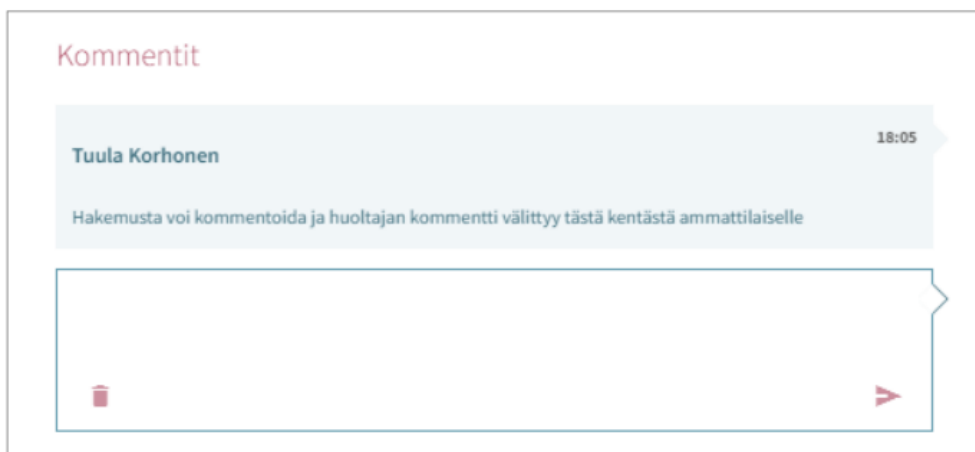 Kommentit
18:05
Tuula Korhonen
Hakemusta voi kommentoida ja huoltajan kommentti välittyy tästä kentästä ammattilaiselle